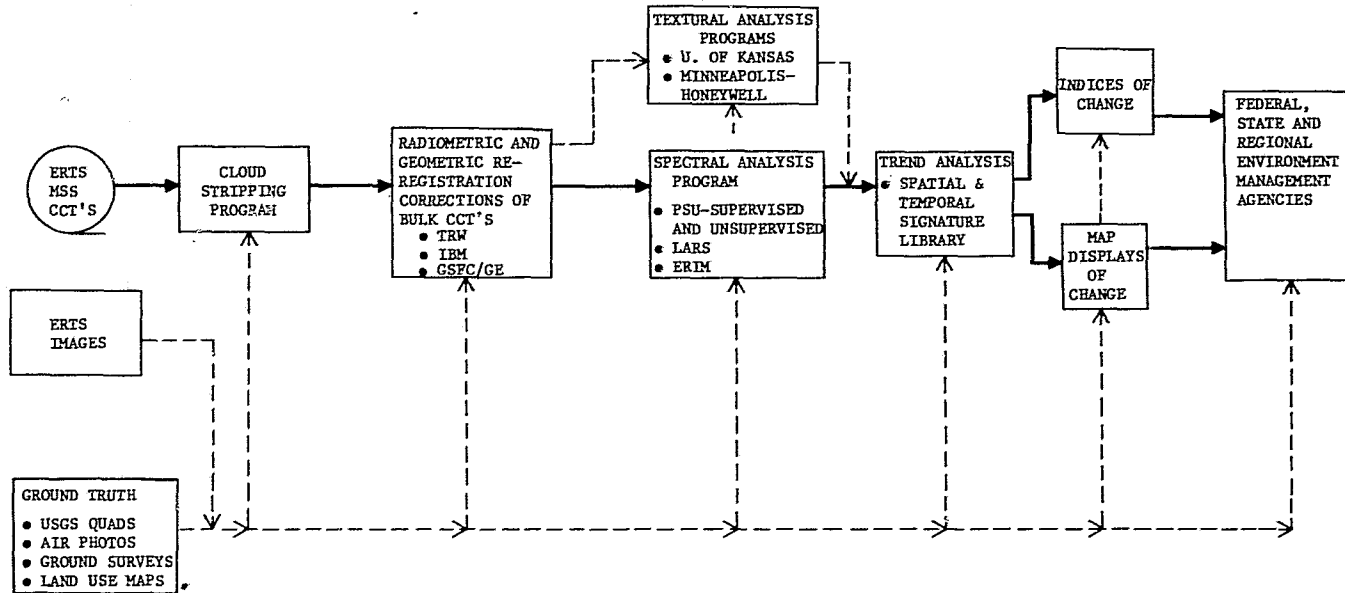 TEXTURAL ANALYSIS
PROGRAMS
● U. OF KANSAS
● MINNEAPOLIS-
HONEYWELL
ERTS
MSS
CCT'S
CLOUD
STRIPPING
PROGRAM
RADIOMETRIC AND
GEOMETRIC RE-
REGISTRATION
CORRECTIONS OF
BULK CCT'S
● TRW
● IBM
● GSFC/GE
SPECTRAL ANALYSIS
PROGRAM
● PSU-SUPERVISED
AND UNSUPERVISED
● LARS
● ERIM
TREND ANALYSIS
● SPATIAL &
TEMPORAL
SIGNATURE
LIBRARY
INDICES OF
CHANGE
MAP
DISPLAYS
OF
CHANGE
FEDERAL,
STATE AND
REGIONAL
ENVIRONMENT
MANAGEMENT
AGENCIES
ERTS
IMAGES
GROUND TRUTH
● USGS QUADS
● AIR PHOTOS
● GROUND SURVEYS
● LAND USE MAPS